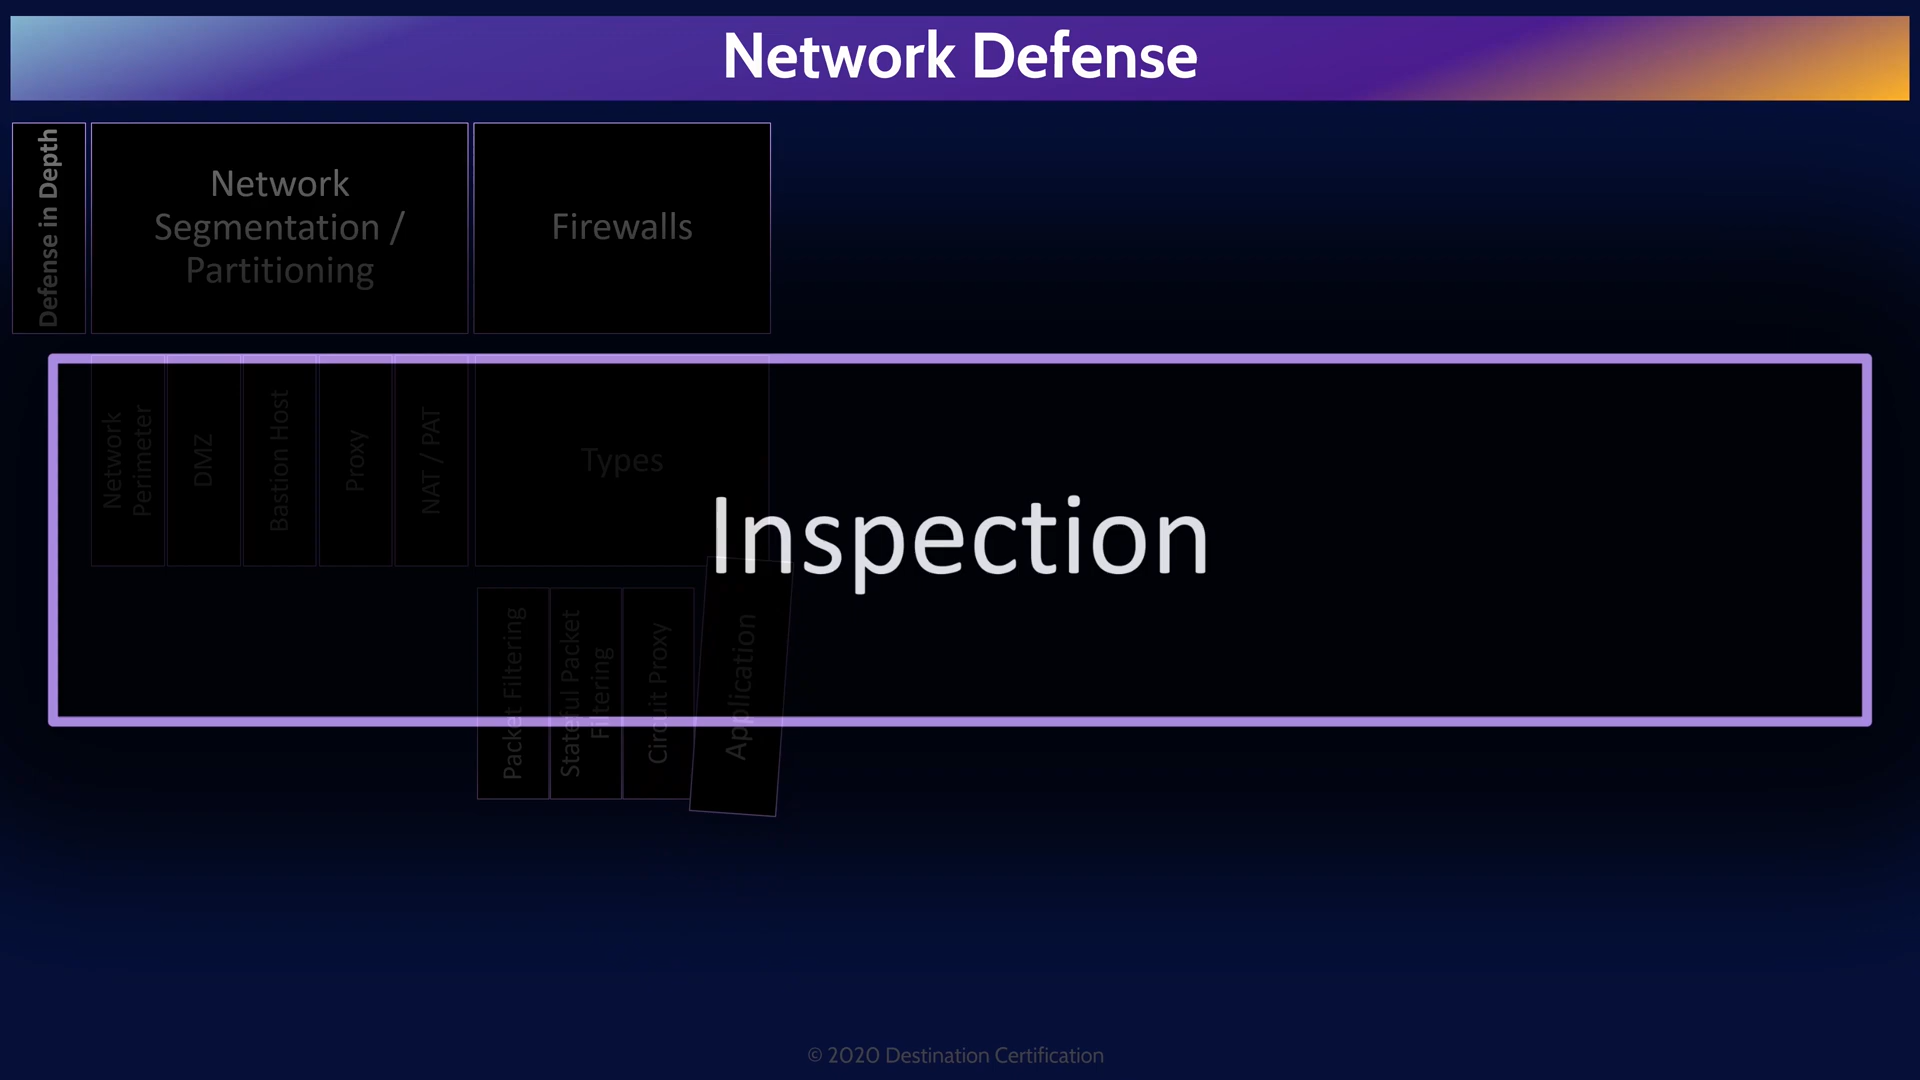 Network Defense
Defense in Depth
Network
Segmentation /
Partitioning
Firewalls
Network
Perimeter
DMZ
Bastion Host
Proxy
NAT / PAT
Types
Inspection
Packet Filtering
Stateful Packet
Filtering
Circuit Proxy
Application
© 2020 Destination Certification